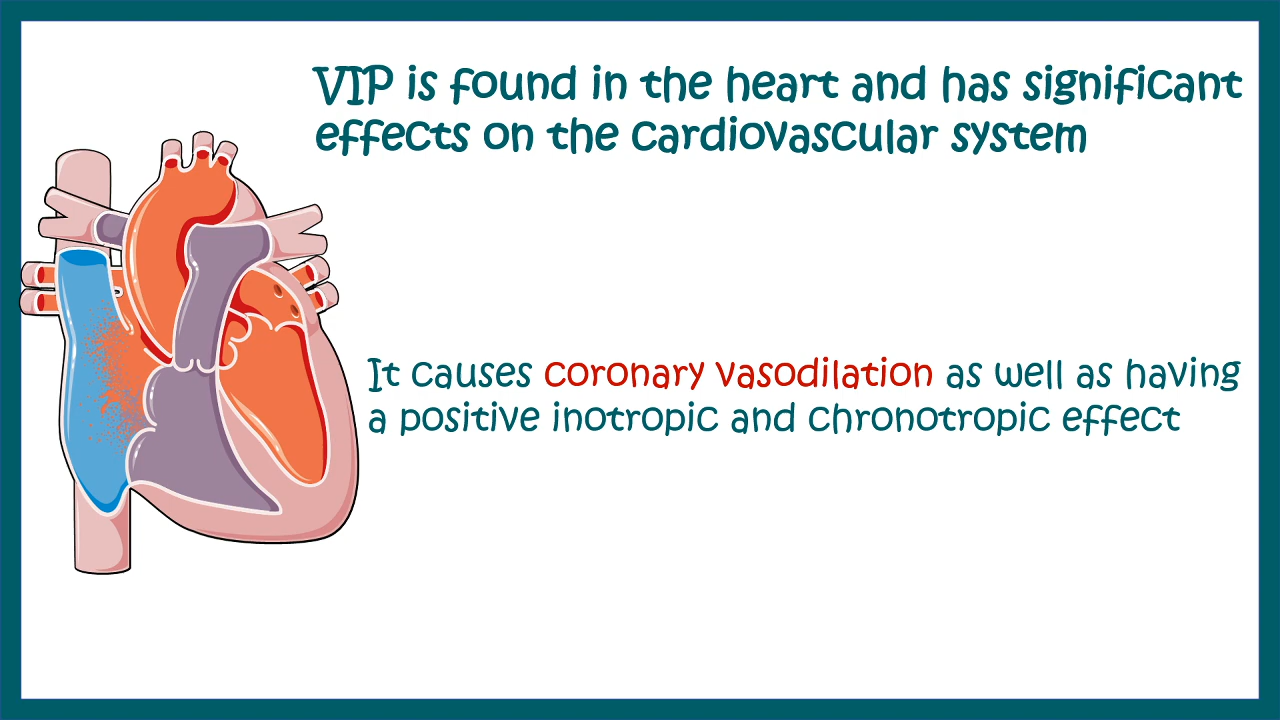 VIP is found in the heart and has significant
effects on the cardiovascular system
It causes coronary vasodilation as well as having
a positive inotropic and chronotropic effect